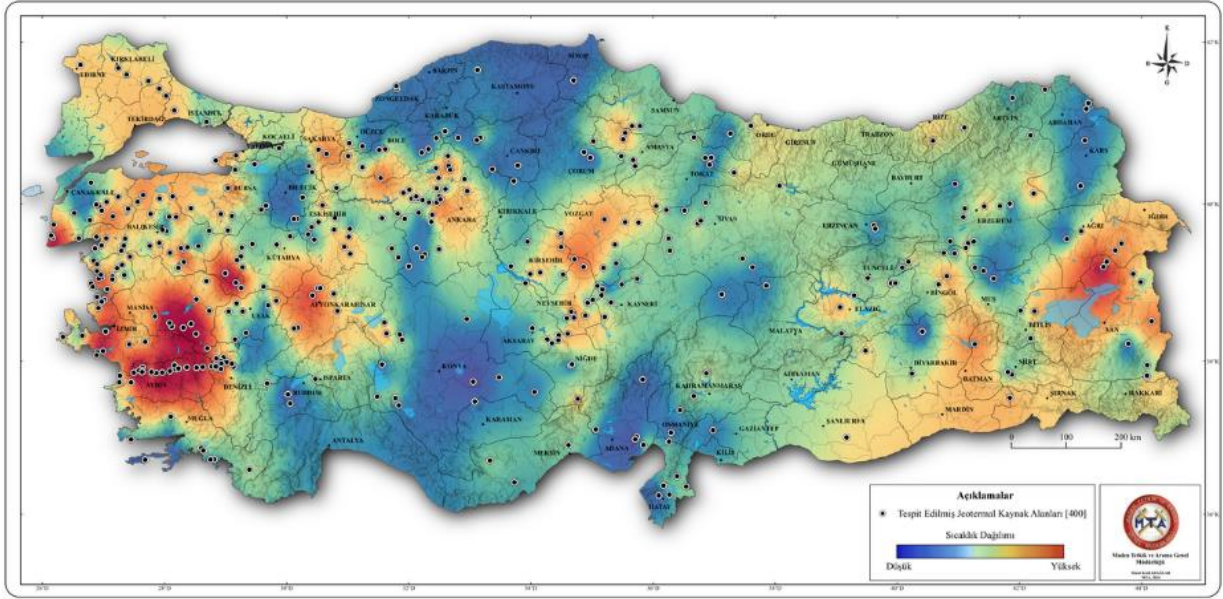 K
B
D
G
KIRKLARELİ
EDİRNE
TEKİRDAĞ
İSTANBUL
KOCAELİ
SAKARYA
DÜZCE
BOLU
ZONGULDAK
BARTIN
KARABÜK
KASTAMONU
SİNOP
ÇANKIRI
ÇORUM
SAMSUN
AMASYA
TOKAT
ORDU
GİRESUN
TRABZON
GÜMÜŞHANE
BAYBURT
RİZE
ARTVİN
ARDAHAN
KARS
IĞDIR
AĞRI
ERZURUM
ERZİNCAN
TUNCELİ
BİNGÖL
MUŞ
BİTLİS
VAN
HAKKARİ
SİİRT
ŞIRNAK
BATMAN
MARDİN
DİYARBAKIR
ELAZIĞ
MALATYA
ADIYAMAN
ŞANLIURFA
GAZİANTEP
KİLİS
KAHRAMANMARAŞ
OSMANİYE
HATAY
ADANA
MERSİN
KARAMAN
KONYA
AKSARAY
NİĞDE
NEVŞEHİR
KAYSERİ
SİVAS
YOZGAT
KIRŞEHİR
KIRIKKALE
ANKARA
ESKİŞEHİR
BİLECİK
BURSA
ÇANAKKALE
BALIKESİR
KÜTAHYA
MANİSA
İZMİR
UŞAK
AFYONKARAHİSAR
AYDIN
DENİZLİ
ISPARTA
BURDUR
MUĞLA
ANTALYA
0 100 200 km
Açıklamalar
Tespit Edilmiş Jeotermal Kaynak Alanları [400]
Sıcaklık Dağılımı
Düşük Yüksek
MTA
Maden Tetkik ve Arama Genel
Müdürlüğü